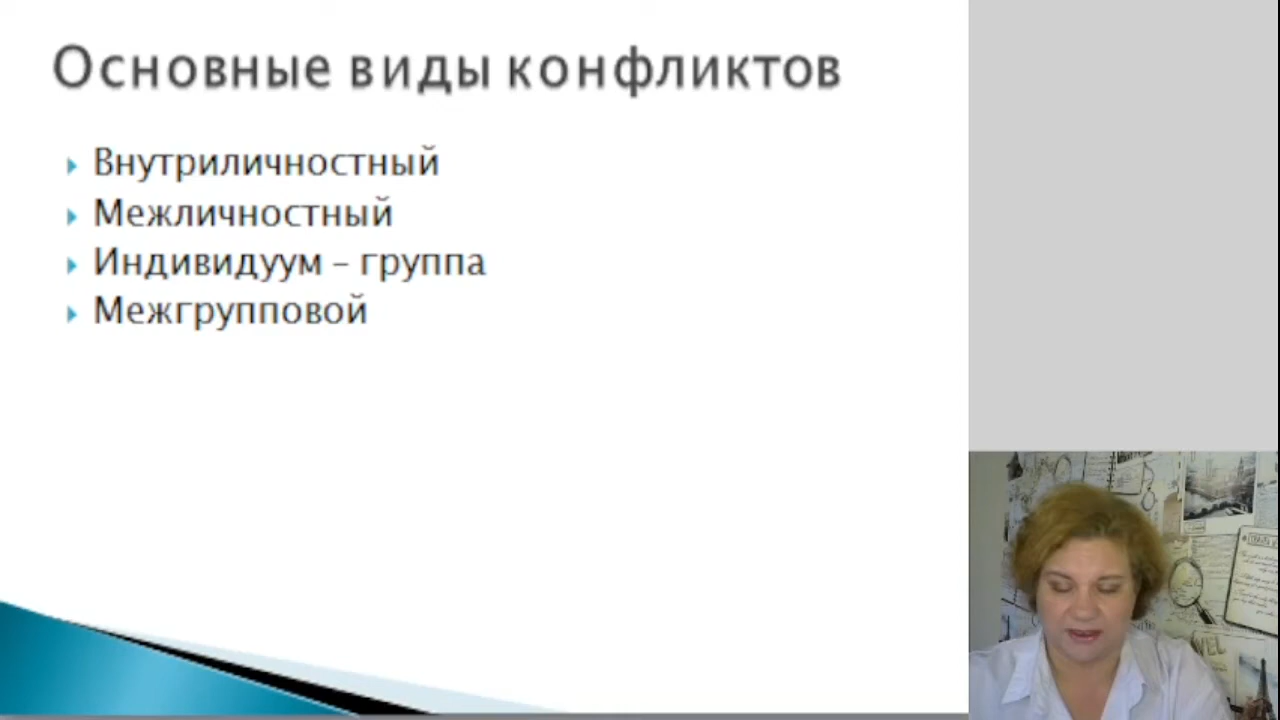 Основные виды конфликтов
Внутриличностный
Межличностный
Индивидуум – группа
Межгрупповой